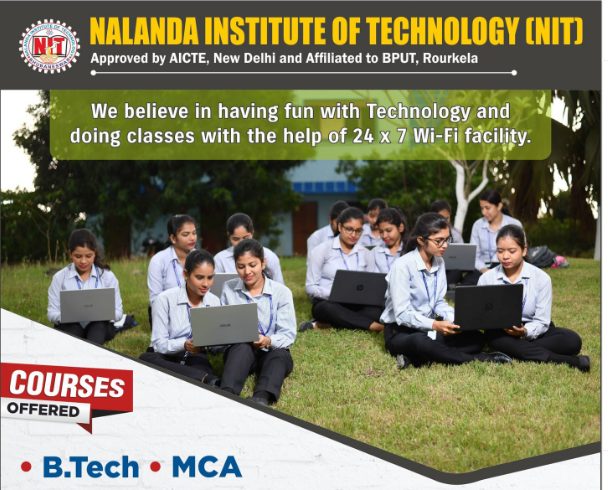 NALANDA INSTITUTE OF TECHNOLOGY (NIT)
Approved by AICTE, New Delhi and Affiliated to BPUT, Rourkela
NIT
We believe in having fun with Technology and
doing classes with the help of 24 x 7 Wi-Fi facility.
COURSES
OFFERED
• B.Tech • MCA